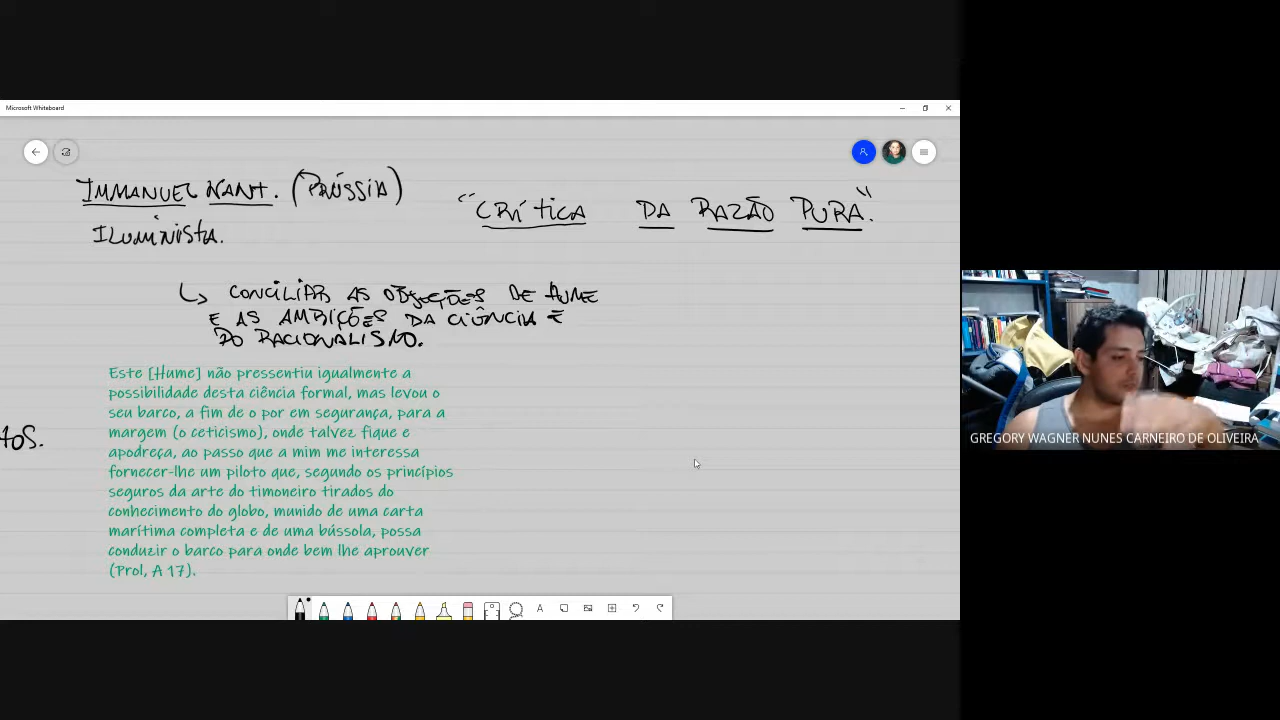 Microsoft Whiteboard
IMMANUEL KANT. (PRÚSSIA)
"CRÍTICA DA RAZÃO PURA".
ILUMINISTA.
CONCILIAR AS OBJEÇÕES DE HUME
E AS AMBIÇÕES DA CIÊNCIA E
DO RACIONALISMO.
Este [Hume] não pressentiu igualmente a
possibilidade desta ciência formal, mas levou o
seu barco, a fim de o por em segurança, para a
margem (o ceticismo), onde talvez fique e
apodreça, ao passo que a mim me interessa
fornecer-lhe um piloto que, segundo os princípios
seguros da arte do timoneiro tirados do
conhecimento do globo, munido de uma carta
marítima completa e de uma bússola, possa
conduzir o barco para onde bem lhe aprouver
(Prol, A 17).
TOS.
A
GREGORY WAGNER NUNES CARNEIRO DE OLIVEIRA